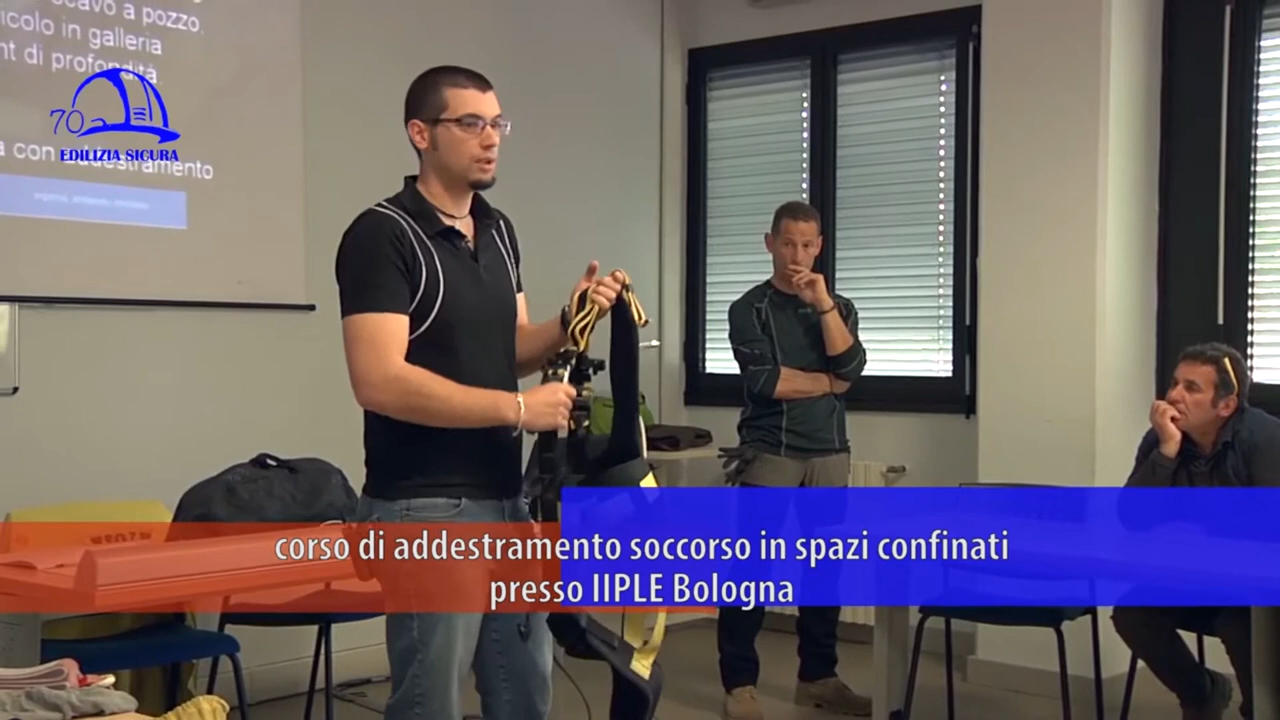 cavo a pozzo.
icolo in galleria
nt di profondità.
70
EDILIZIA SICURA
a con addestramento
corso di addestramento soccorso in spazi confinati
presso IIPLE Bologna